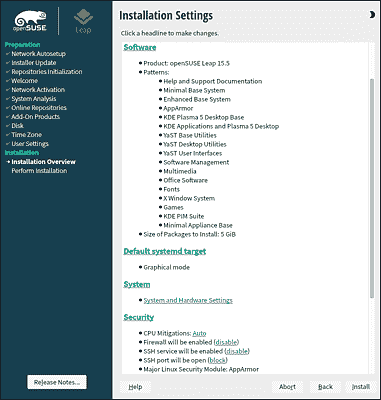 openSUSE
Leap
Preparation
Network Autosetup
Installer Update
Repositories Initialization
Welcome
Network Activation
System Analysis
Online Repositories
Add-On Products
Disk
Time Zone
User Settings
Installation
Installation Overview
Perform Installation
Release Notes...
Installation Settings
Click a headline to make changes.
Software
Product: openSUSE Leap 15.5
Patterns:
Help and Support Documentation
Minimal Base System
Enhanced Base System
AppArmor
KDE Plasma 5 Desktop Base
KDE Applications and Plasma 5 Desktop
YaST Base Utilities
YaST Desktop Utilities
YaST User Interfaces
Software Management
Multimedia
Office Software
Fonts
X Window System
Games
KDE PIM Suite
Minimal Appliance Base
Size of Packages to Install: 5 GiB
Default systemd target
Graphical mode
System
System and Hardware Settings
Security
CPU Mitigations: Auto
Firewall will be enabled (disable)
SSH service will be enabled (disable)
SSH port will be open (block)
Major Linux Security Module: AppArmor
Help
Abort
Back
Install